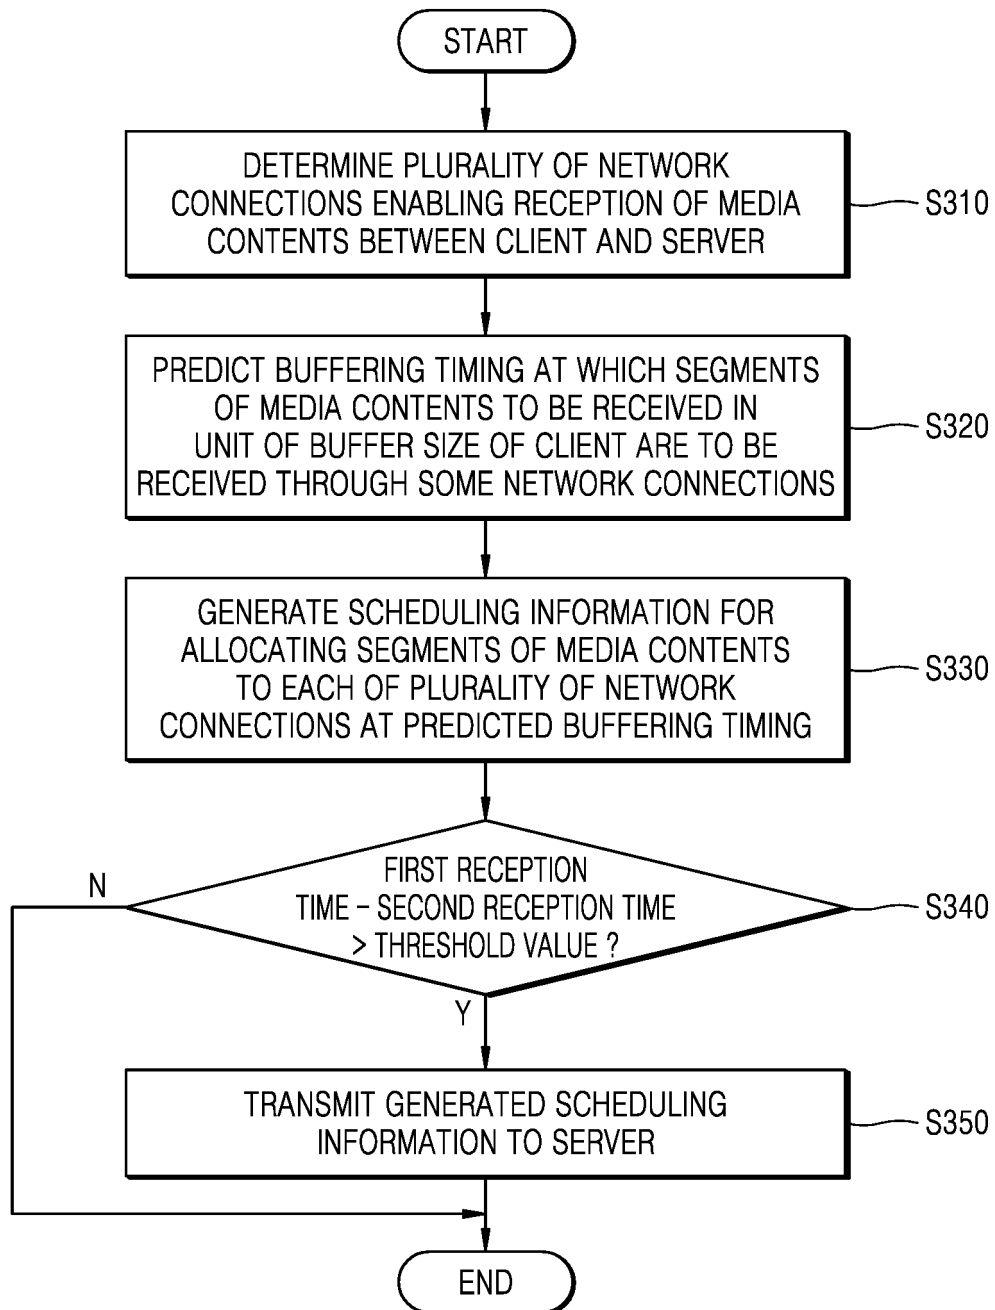 START
DETERMINE PLURALITY OF NETWORK
CONNECTIONS ENABLING RECEPTION OF MEDIA
CONTENTS BETWEEN CLIENT AND SERVER
S310
PREDICT BUFFERING TIMING AT WHICH SEGMENTS
OF MEDIA CONTENTS TO BE RECEIVED IN
UNIT OF BUFFER SIZE OF CLIENT ARE TO BE
RECEIVED THROUGH SOME NETWORK CONNECTIONS
S320
GENERATE SCHEDULING INFORMATION FOR
ALLOCATING SEGMENTS OF MEDIA CONTENTS
TO EACH OF PLURALITY OF NETWORK
CONNECTIONS AT PREDICTED BUFFERING TIMING
S330
FIRST RECEPTION
TIME – SECOND RECEPTION TIME
> THRESHOLD VALUE ?
S340
N
Y
TRANSMIT GENERATED SCHEDULING
INFORMATION TO SERVER
S350
END